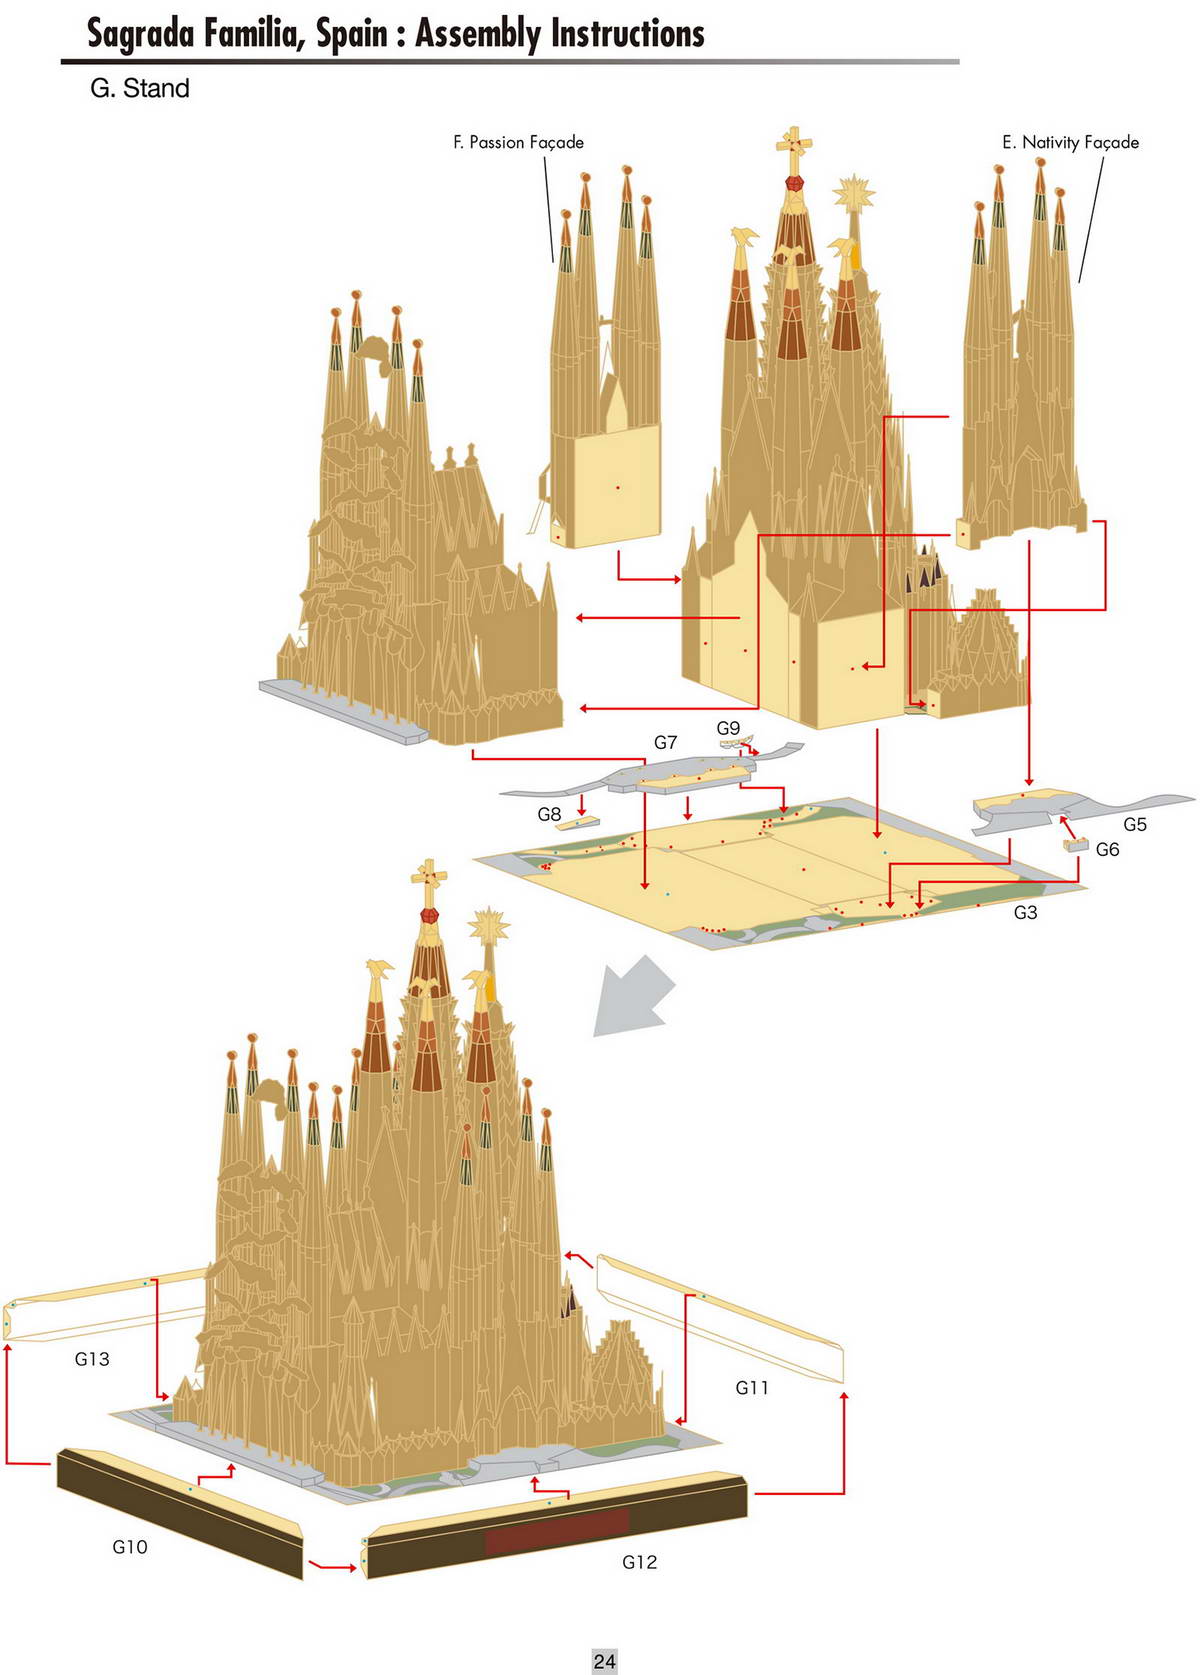 Sagrada Familia, Spain : Assembly Instructions
G. Stand
F. Passion Façade
E. Nativity Façade
G9
G7
G8
G5
G6
G3
G13
G11
G10
G12
24